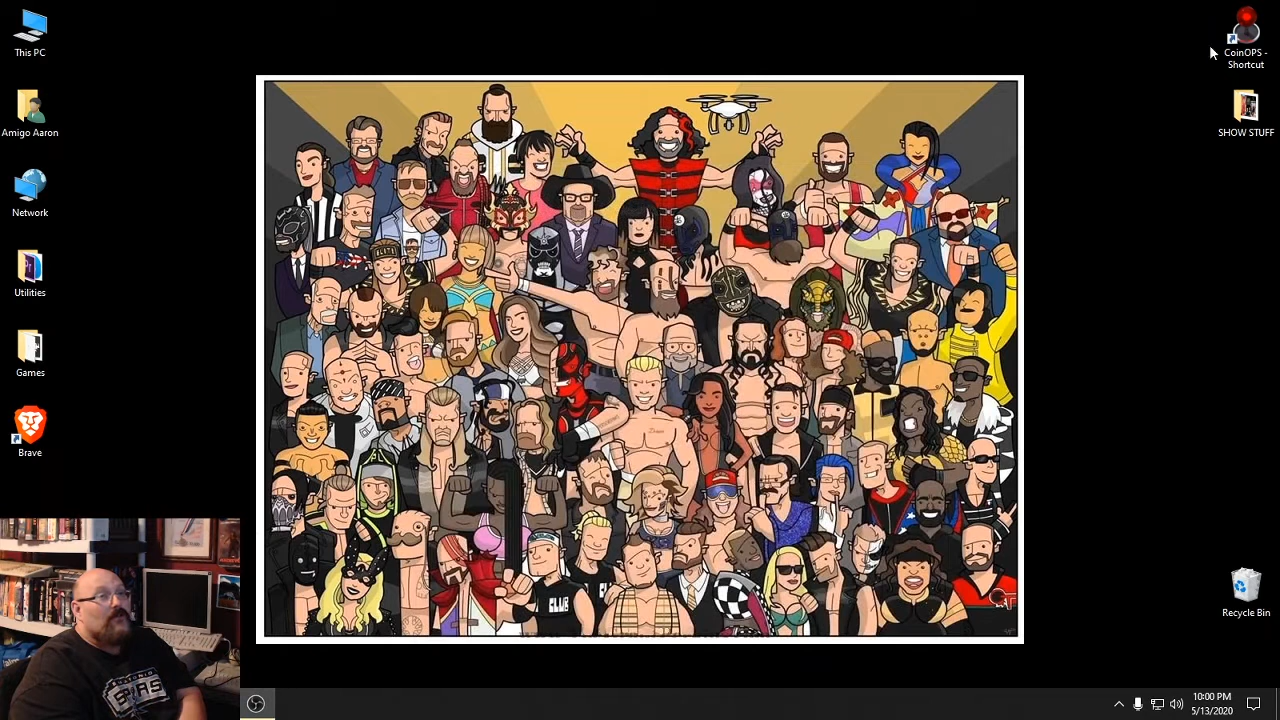 This PC
Amigo Aaron
Network
Utilities
Games
Brave
CoinOPS -
Shortcut
SHOW STUFF
Recycle Bin
CLUB
10:00 PM
5/13/2020